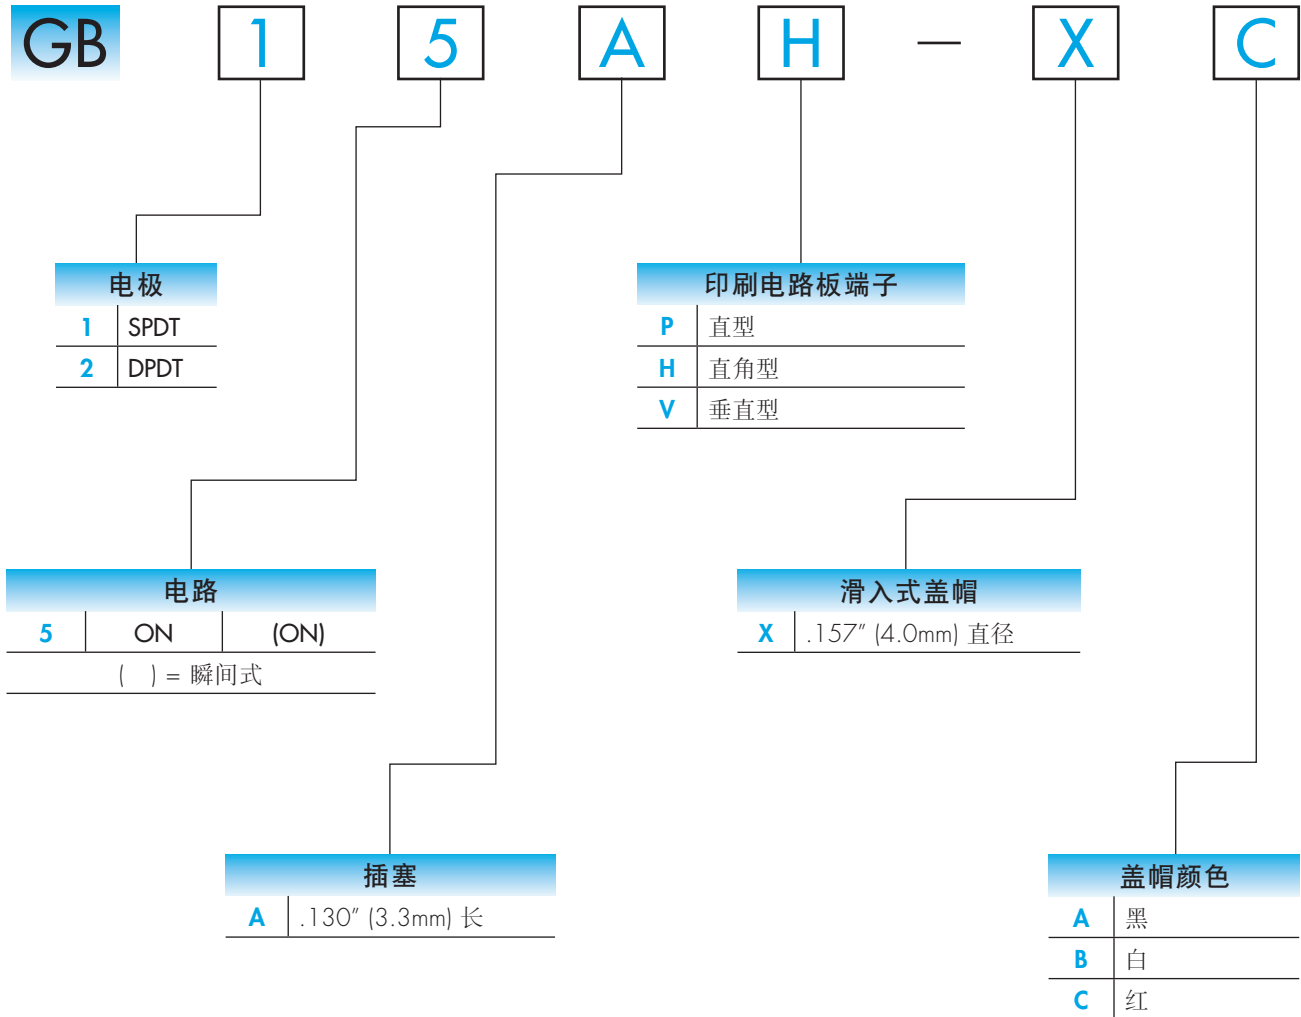 GB 1 5 A H — X C
电极
1 SPDT
2 DPDT
印刷电路板端子
P 直型
H 直角型
V 垂直型
电路
5 ON (ON)
( ) = 瞬间式
滑入式盖帽
X .157" (4.0mm) 直径
插塞
A .130" (3.3mm) 长
盖帽颜色
A 黑
B 白
C 红